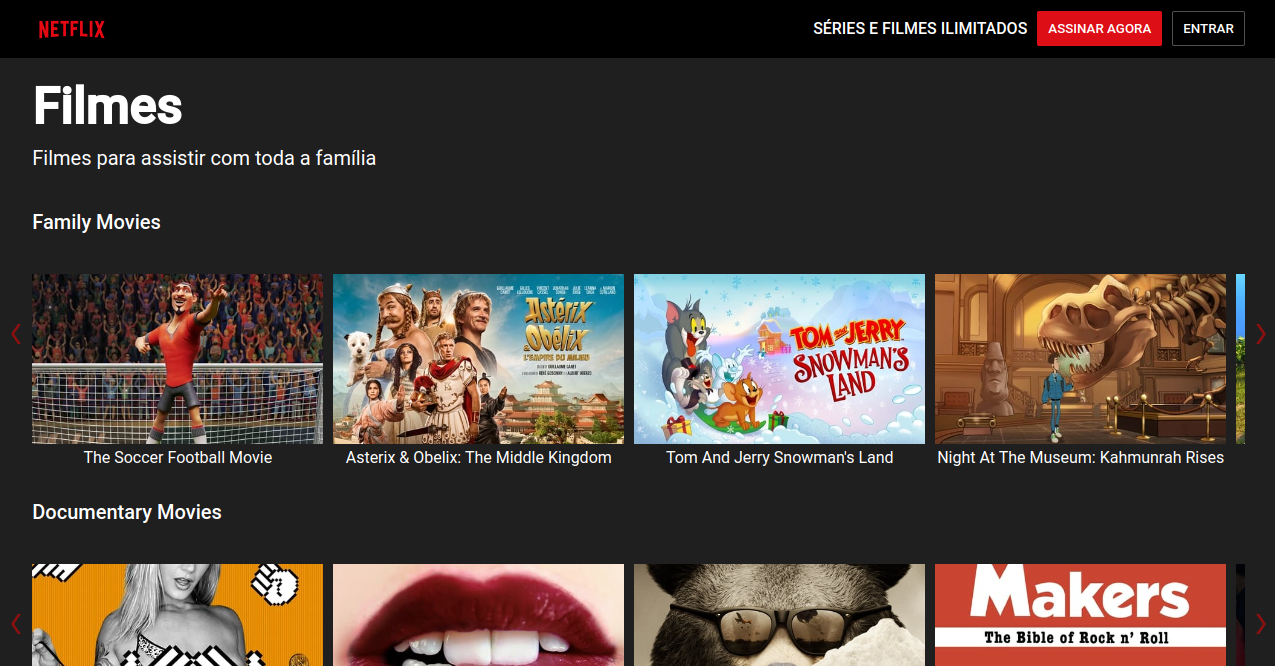 NETFLIX
SÉRIES E FILMES ILIMITADOS
ASSINAR AGORA
ENTRAR
Filmes
Filmes para assistir com toda a família
Family Movies
Astérix
Obélix
L'EMPIRE DU MILIEU
TOM AND JERRY
SNOWMAN'S
LAND
The Soccer Football Movie
Asterix & Obelix: The Middle Kingdom
Tom And Jerry Snowman's Land
Night At The Museum: Kahmunrah Rises
Documentary Movies
Makers
The Bible of Rock n' Roll